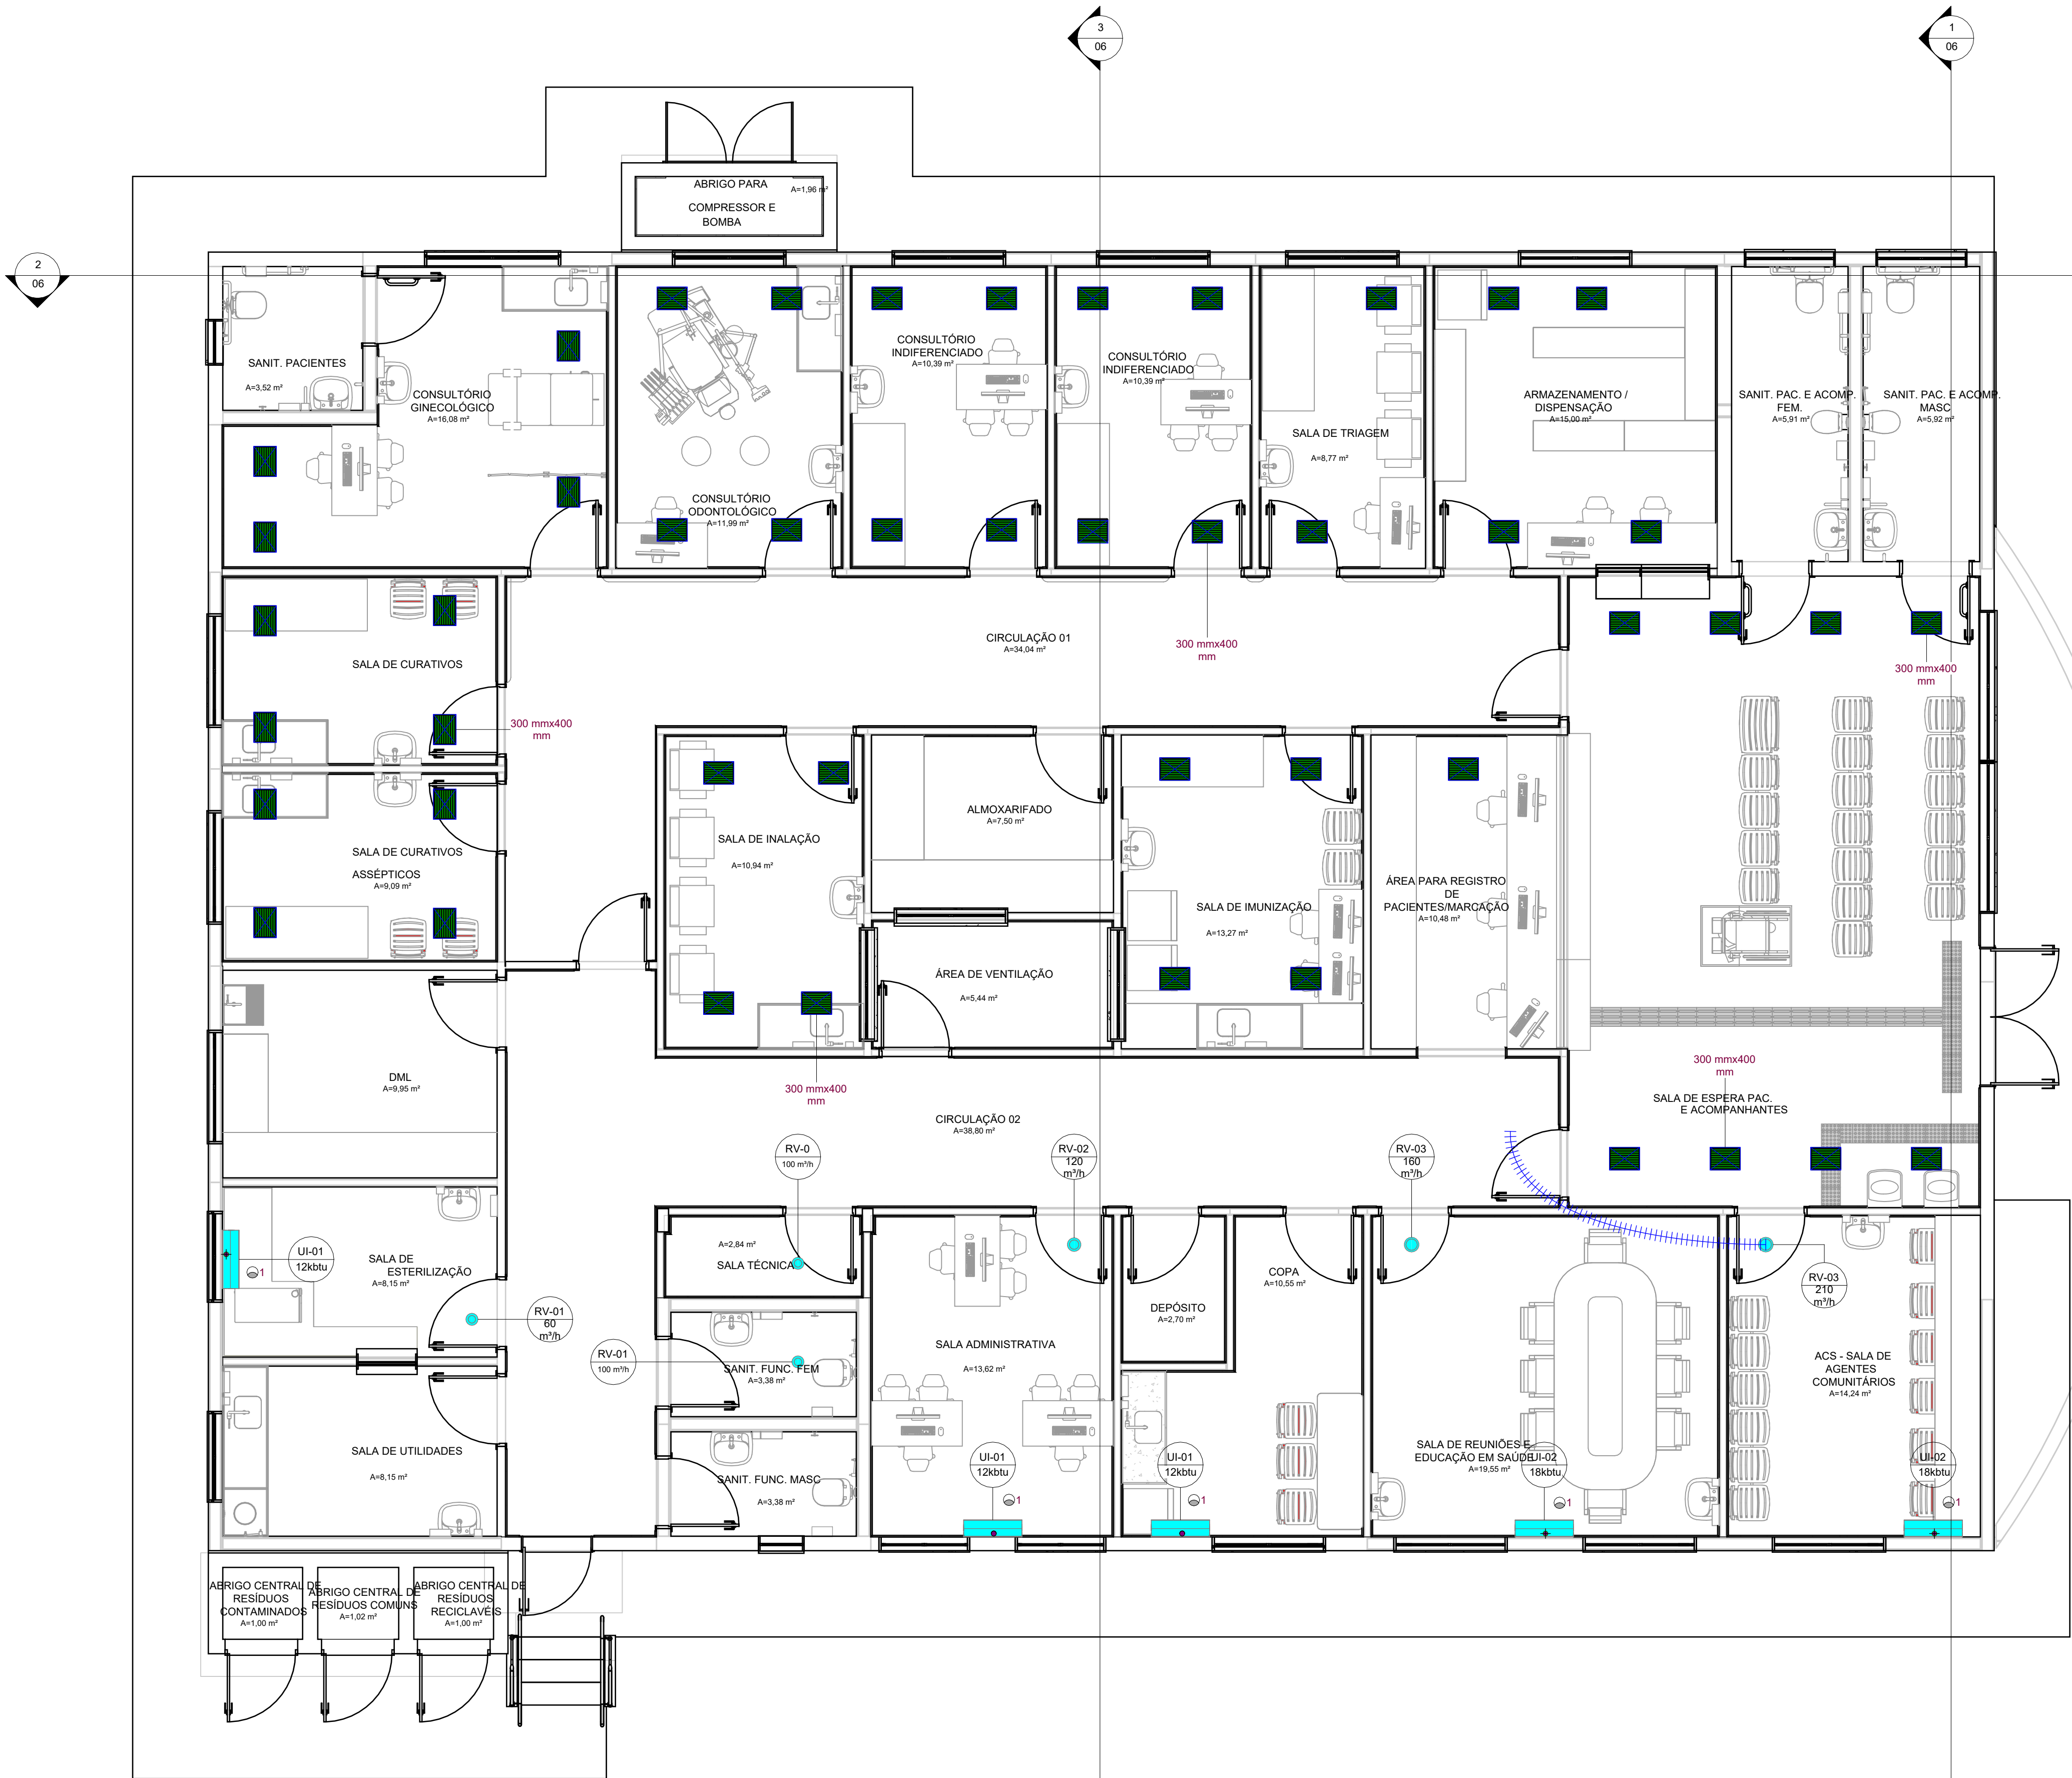 3
06
1
06
2
06
ABRIGO PARA
A=1,96 m²
COMPRESSOR E
BOMBA
SANIT. PACIENTES
A=3,52 m²
CONSULTÓRIO
GINECOLÓGICO
A=16,08 m²
CONSULTÓRIO
ODONTOLÓGICO
A=11,99 m²
CONSULTÓRIO
INDIFERENCIADO
A=10,39 m²
CONSULTÓRIO
INDIFERENCIADO
A=10,39 m²
SALA DE TRIAGEM
A=8,77 m²
ARMAZENAMENTO /
DISPENSAÇÃO
A=15,00 m²
SANIT. PAC. E ACOMP.
FEM.
A=5,91 m²
SANIT. PAC. E ACOMP.
MASC
A=5,92 m²
SALA DE CURATIVOS
300 mmx400
mm
CIRCULAÇÃO 01
A=34,04 m²
300 mmx400
mm
300 mmx400
mm
SALA DE CURATIVOS
ASSÉPTICOS
A=9,09 m²
SALA DE INALAÇÃO
A=10,94 m²
ALMOXARIFADO
A=7,50 m²
SALA DE IMUNIZAÇÃO
A=13,27 m²
ÁREA PARA REGISTRO
DE
PACIENTES/MARCAÇÃO
A=10,48 m²
ÁREA DE VENTILAÇÃO
A=5,44 m²
DML
A=9,95 m²
300 mmx400
mm
CIRCULAÇÃO 02
A=38,80 m²
300 mmx400
mm
SALA DE ESPERA PAC.
E ACOMPANHANTES
RV-0
100 m³/h
RV-02
120
m³/h
RV-03
160
m³/h
UI-01
12kbtu
1
SALA DE
ESTERILIZAÇÃO
A=8,15 m²
RV-01
60
m³/h
A=2,84 m²
SALA TÉCNICA
RV-01
100 m³/h
SANIT. FUNC. FEM
A=3,38 m²
SALA ADMINISTRATIVA
A=13,62 m²
DEPÓSITO
A=2,70 m²
COPA
A=10,55 m²
RV-03
210
m³/h
ACS - SALA DE
AGENTES
COMUNITÁRIOS
A=14,24 m²
SALA DE UTILIDADES
A=8,15 m²
SANIT. FUNC. MASC
A=3,38 m²
UI-01
12kbtu
1
UI-01
12kbtu
1
SALA DE REUNIÕES E
EDUCAÇÃO EM SAÚDE
A=19,55 m²
UI-02
18kbtu
1
UI-02
18kbtu
1
ABRIGO CENTRAL DE
RESÍDUOS
CONTAMINADOS
A=1,00 m²
ABRIGO CENTRAL DE
RESÍDUOS COMUNS
A=1,02 m²
ABRIGO CENTRAL DE
RESÍDUOS
RECICLAVÉIS
A=1,00 m²